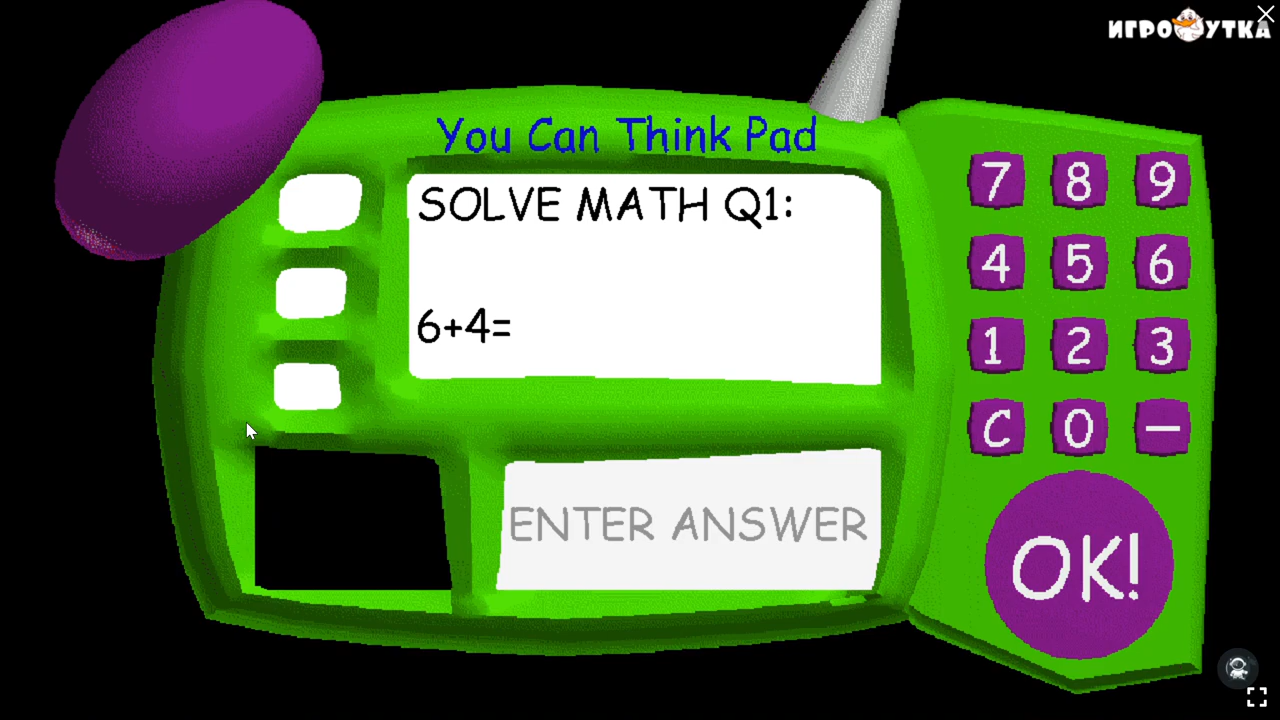 ИГРОУТКА
You Can Think Pad
SOLVE MATH Q1:
6+4=
ENTER ANSWER
7 8 9
4 5 6
1 2 3
C 0 −
OK!